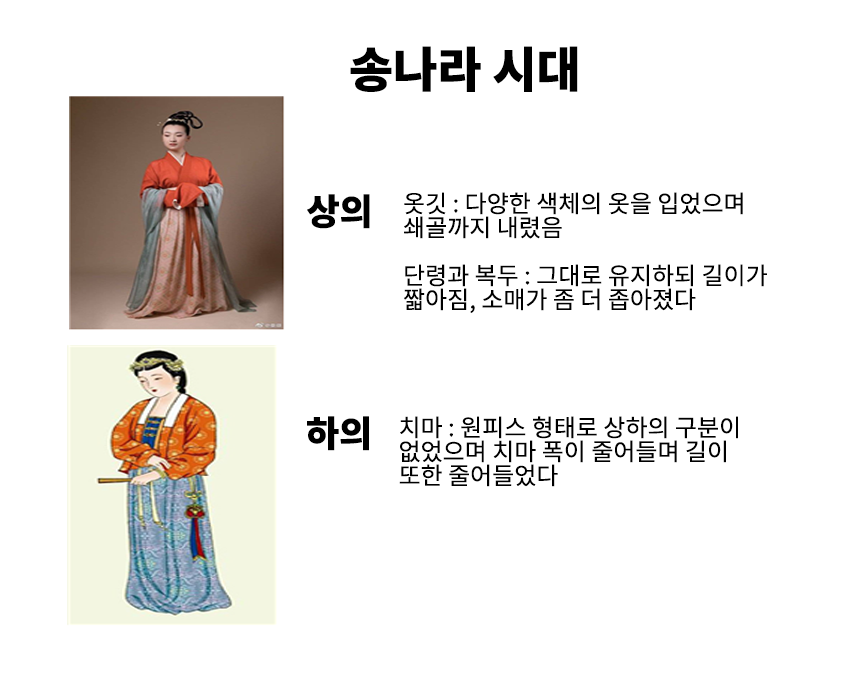 송나라 시대
상의
옷깃 : 다양한 색체의 옷을 입었으며
쇄골까지 내렸음
단령과 복두 : 그대로 유지하되 길이가
짧아짐, 소매가 좀 더 좁아졌다
하의
치마 : 원피스 형태로 상하의 구분이
없었으며 치마 폭이 줄어들며 길이
또한 줄어들었다